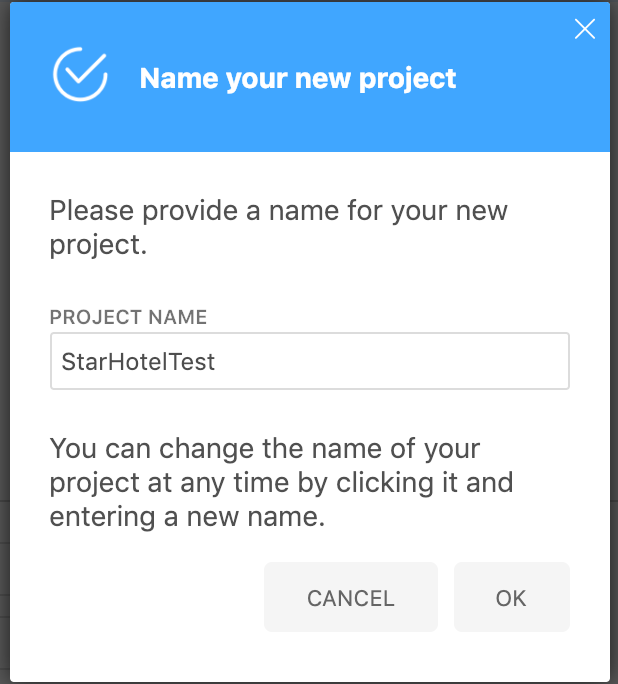 Name your new project
Please provide a name for your new
project.
PROJECT NAME
StarHotelTest
You can change the name of your
project at any time by clicking it and
entering a new name.
CANCEL
OK